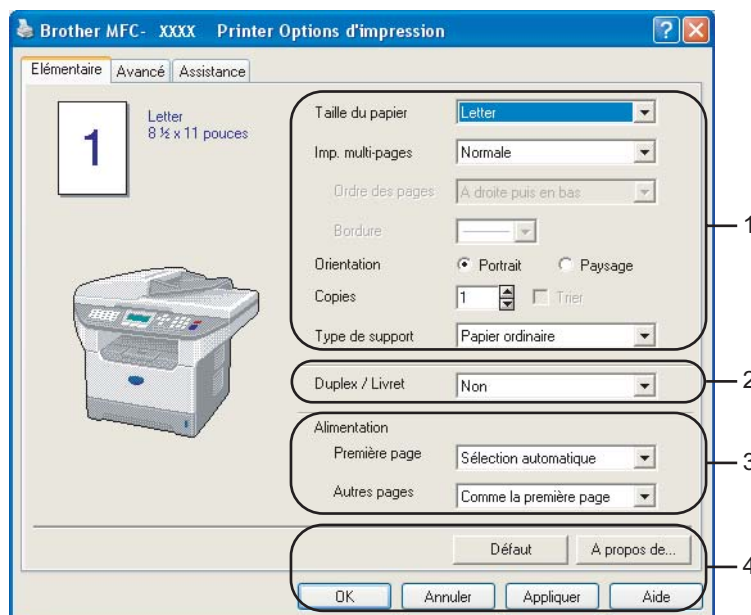 Brother MFC- XXXX Printer Options d'impression
Elémentaire Avancé Assistance
1
Letter
8 ½ x 11 pouces
Taille du papier Letter
Imp. multi-pages Normale
Ordre des pages A droite puis en bas
Bordure
Orientation Portrait Paysage
Copies 1 Trier
Type de support Papier ordinaire
1
Duplex / Livret Non
2
Alimentation
Première page Sélection automatique
Autres pages Comme la première page
3
Défaut A propos de...
OK Annuler Appliquer Aide
4